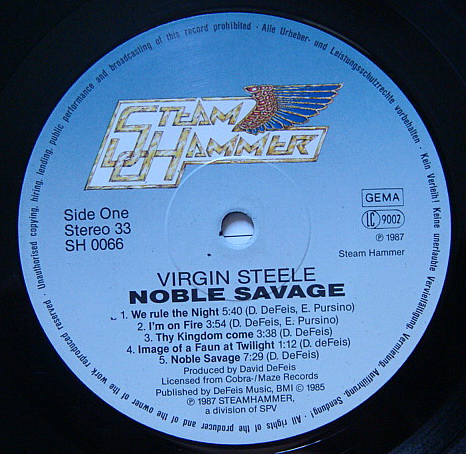 Unauthorised copying, hiring, lending, public performance and broadcasting of this record prohibited · Alle Urheber- und Leistungsschutzrechte vorbehalten · Kein Verleih! Keine unerlaubte Vervielfältigung, Vermietung, Aufführung, Sendung! · All rights of the producer and of the owner of the work reproduced reserved ·
STEAM
HAMMER
Side One
Stereo 33
SH 0066
GEMA
LC 9002
℗ 1987
Steam Hammer
VIRGIN STEELE
NOBLE SAVAGE
1. We rule the Night 5:40 (D. DeFeis, E. Pursino)
2. I'm on Fire 3:54 (D. DeFeis, E. Pursino)
3. Thy Kingdom come 3:38 (D. DeFeis)
4. Image of a Faun at Twilight 1:12 (D. deFeis)
5. Noble Savage 7:29 (D. DeFeis)
Produced by David DeFeis
Licensed from Cobra-/Maze Records
Published by DeFeis Music, BMI © 1985
℗ 1987 STEAMHAMMER,
a division of SPV